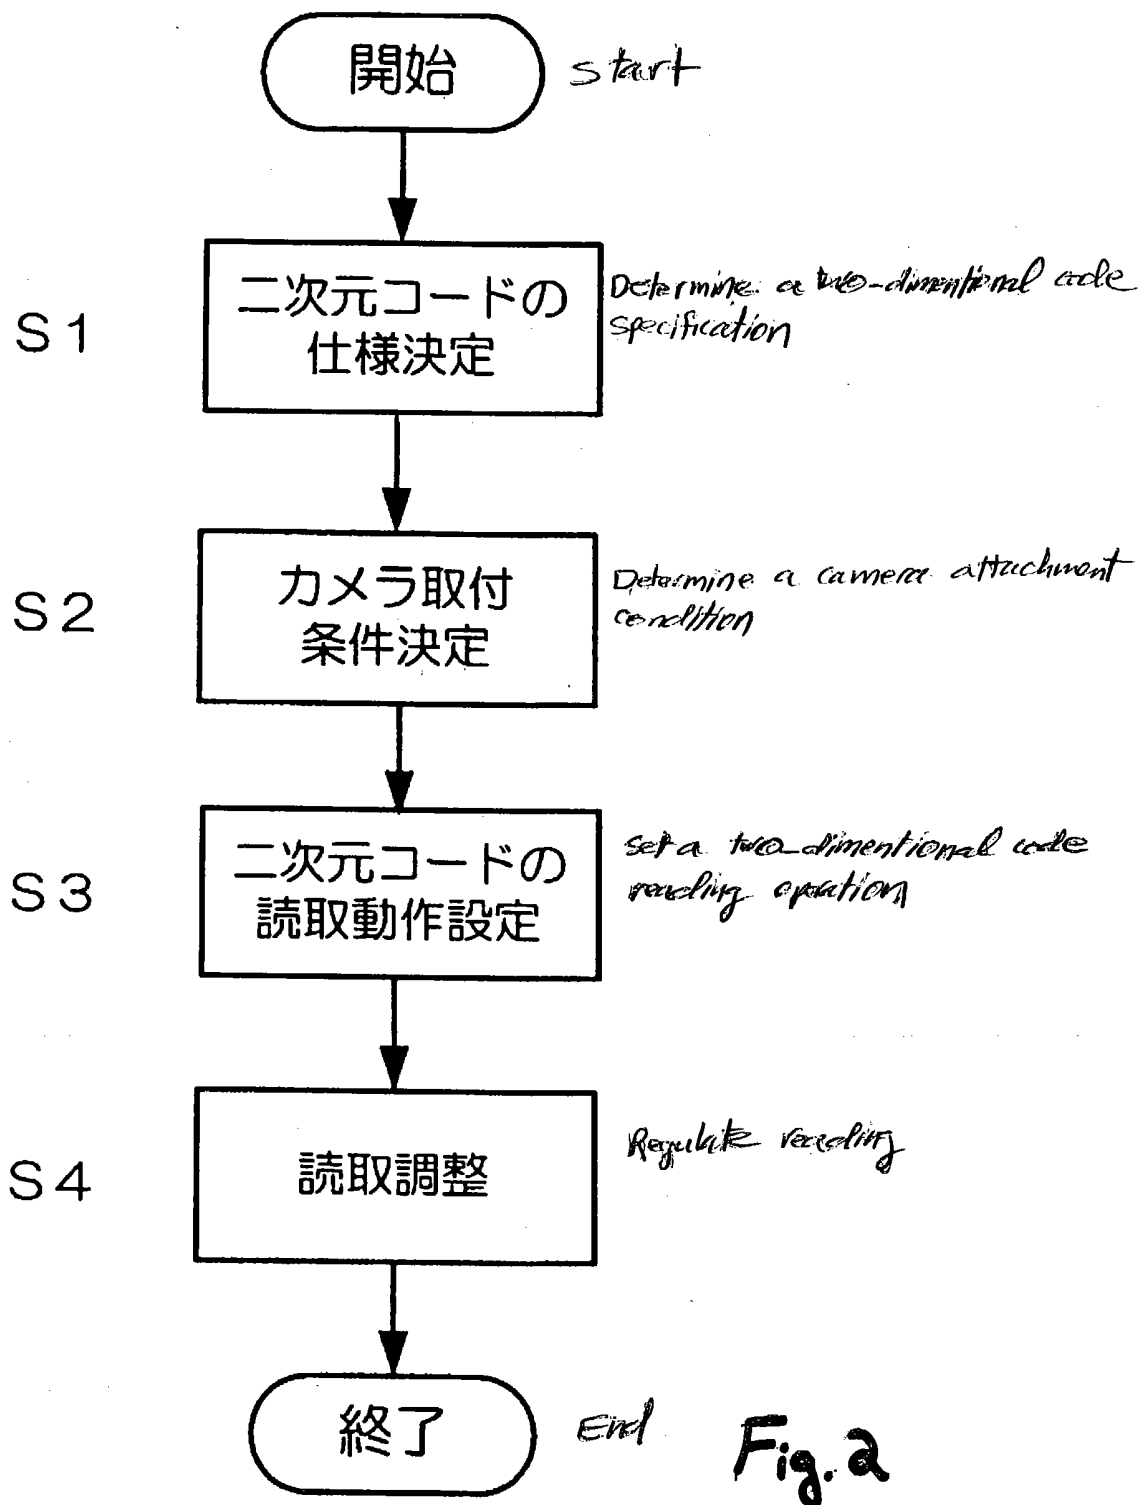 開始
start
S1
二次元コードの
仕様決定
Determine a two-dimentional code
specification
S2
カメラ取付
条件決定
Determine a camera attachment
condition
S3
二次元コードの
読取動作設定
set a two-dimentional code
reading operation
S4
読取調整
Regulate reading
終了
End
Fig.2